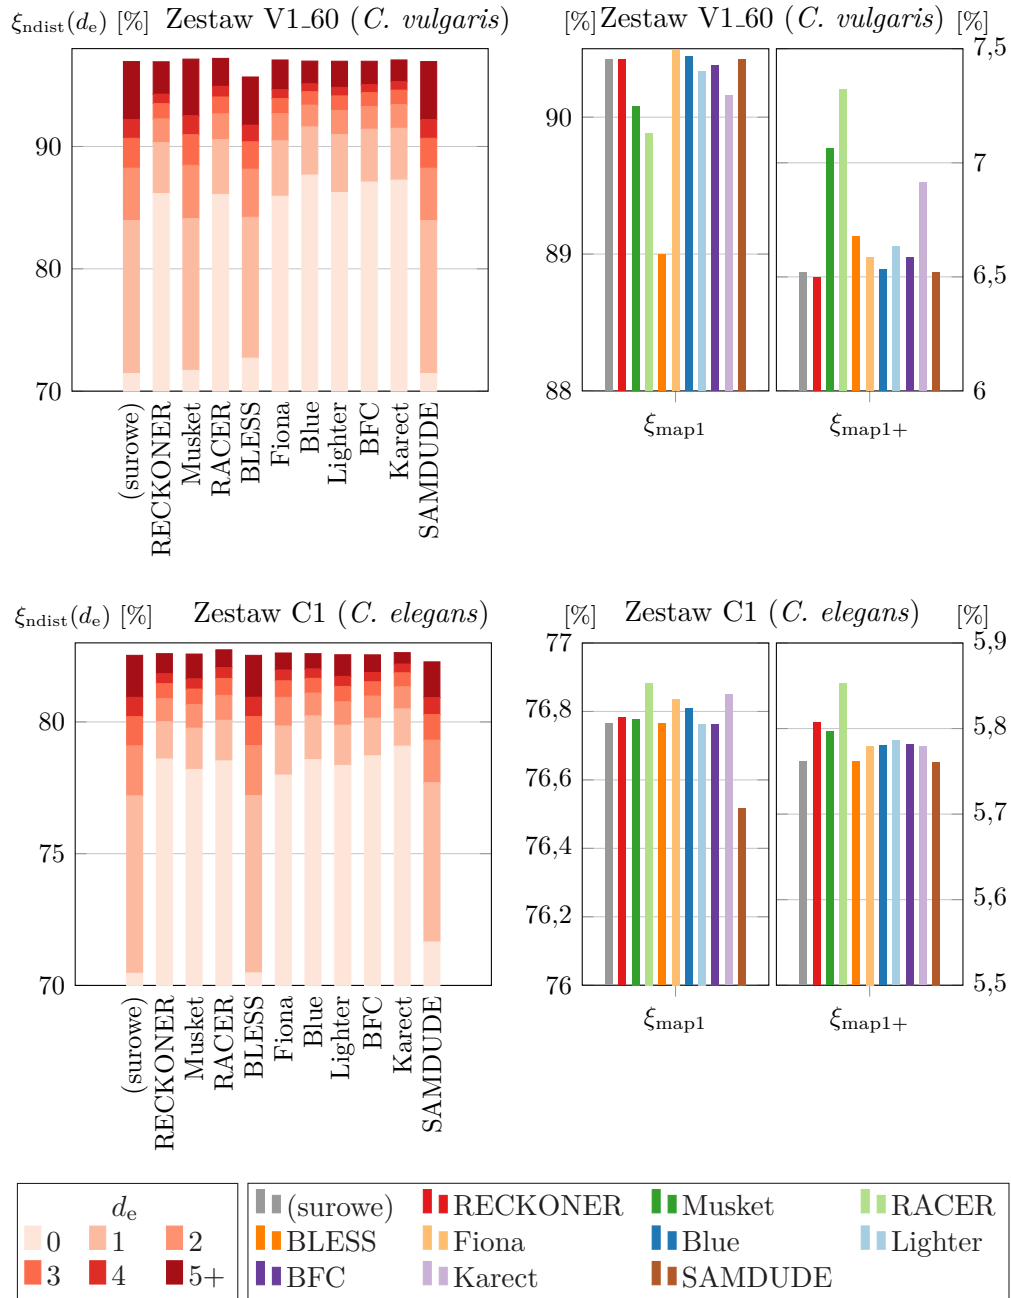 ξndist(de) [%] Zestaw V1_60 (C. vulgaris)
90
80
70
(surowe)
RECKONER
Musket
RACER
BLESS
Fiona
Blue
Lighter
BFC
Karect
SAMDUDE
[%] Zestaw V1_60 (C. vulgaris) [%]
90
89
88
7,5
7
6,5
6
ξmap1
ξmap1+
ξndist(de) [%] Zestaw C1 (C. elegans)
80
75
70
(surowe)
RECKONER
Musket
RACER
BLESS
Fiona
Blue
Lighter
BFC
Karect
SAMDUDE
[%] Zestaw C1 (C. elegans) [%]
77
76,8
76,6
76,4
76,2
76
5,9
5,8
5,7
5,6
5,5
ξmap1
ξmap1+
de
0 1 2
3 4 5+
(surowe) RECKONER Musket RACER
BLESS Fiona Blue Lighter
BFC Karect SAMDUDE